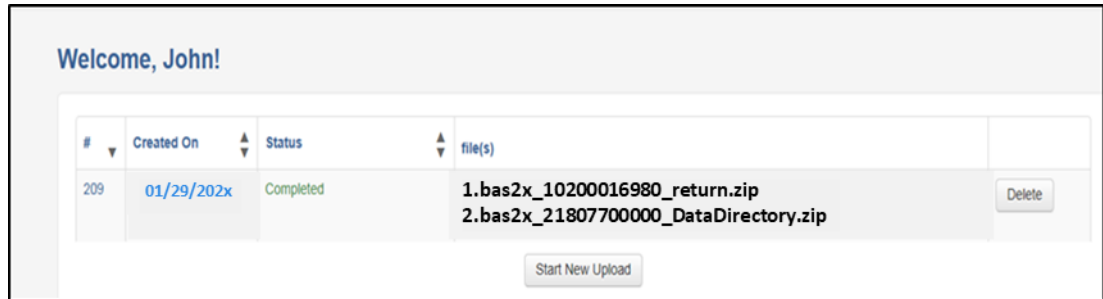 Welcome, John!
# Created On Status file(s)
209 01/29/202x Completed 1.bas2x_10200016980_return.zip Delete
2.bas2x_21807700000_DataDirectory.zip
Start New Upload